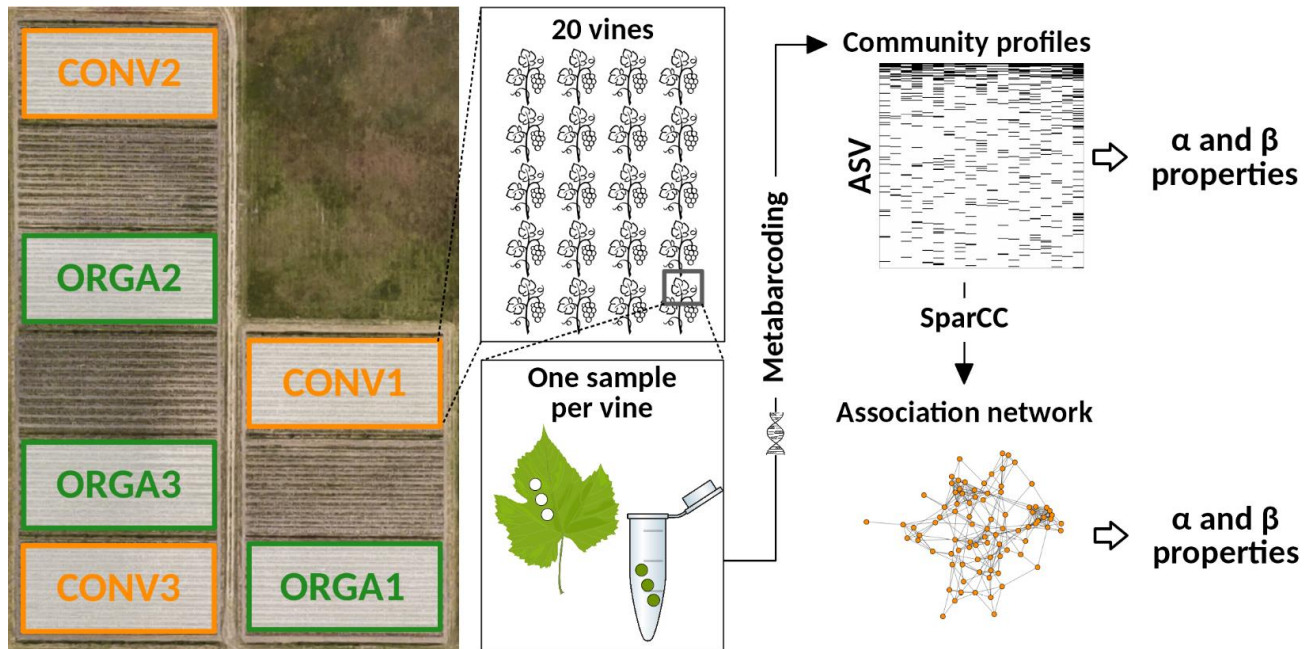 CONV2
ORGA2
CONV1
ORGA3
CONV3
ORGA1
20 vines
One sample
per vine
Metabarcoding
Community profiles
ASV
α and β
properties
SparCC
Association network
α and β
properties